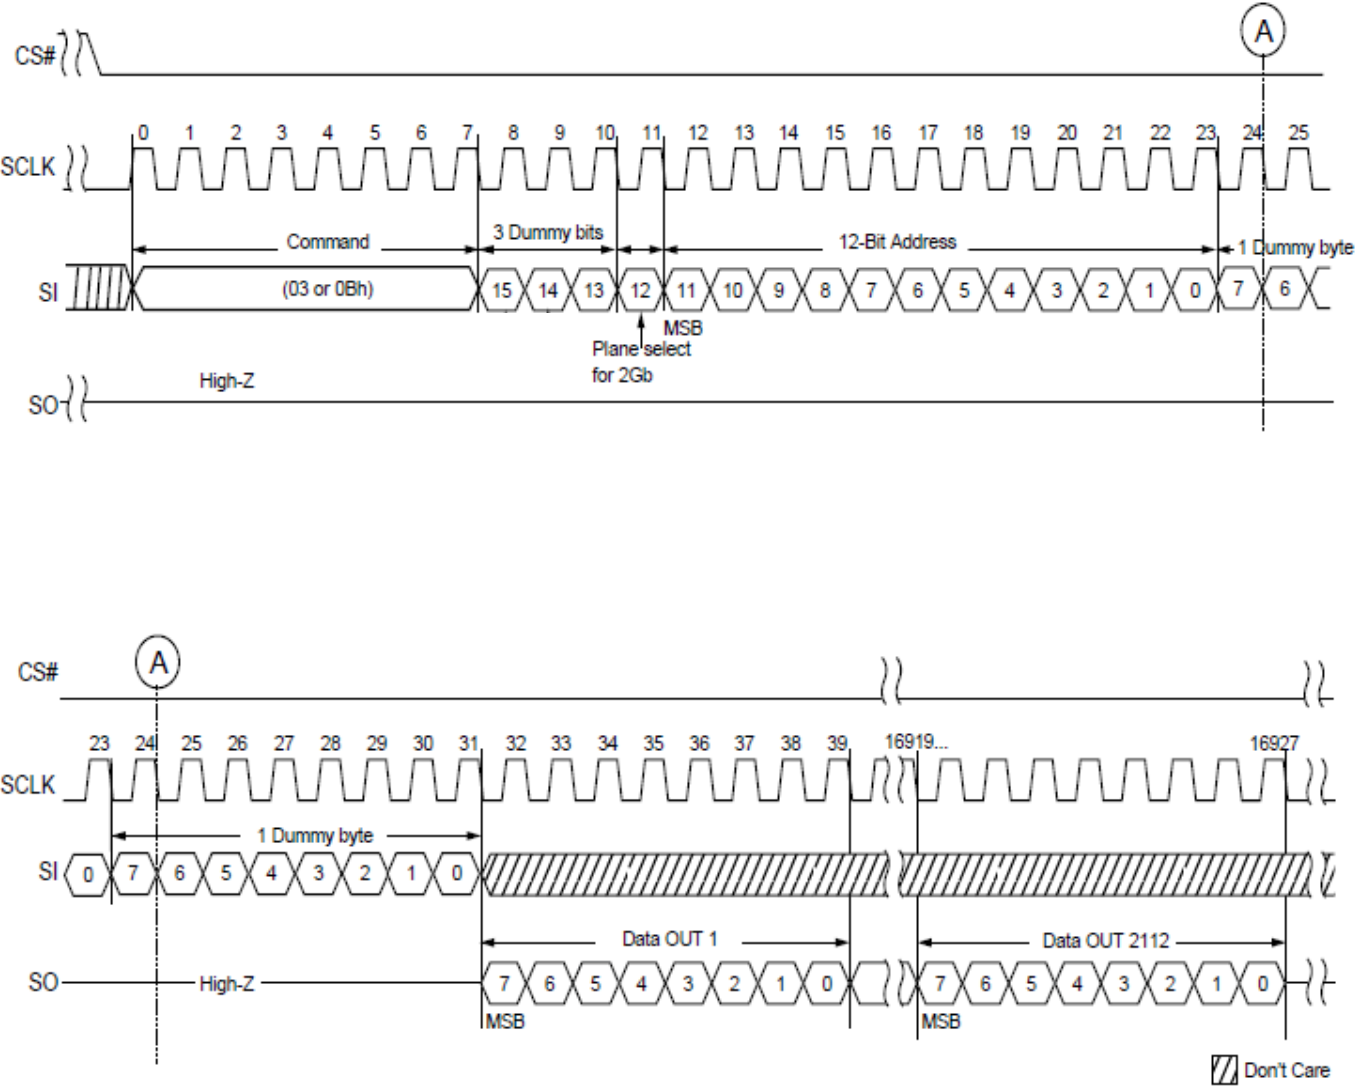 A
CS#
0 1 2 3 4 5 6 7 8 9 10 11 12 13 14 15 16 17 18 19 20 21 22 23 24 25
SCLK
3 Dummy bits
Command 12-Bit Address 1 Dummy byte
SI (03 or 0Bh) 15 14 13 12 11 10 9 8 7 6 5 4 3 2 1 0 7 6
MSB
Plane select
for 2Gb
High-Z
SO
A
CS#
23 24 25 26 27 28 29 30 31 32 33 34 35 36 37 38 39 16919... 16927
SCLK
1 Dummy byte
SI 0 7 6 5 4 3 2 1 0
Data OUT 1 Data OUT 2112
SO High-Z 7 6 5 4 3 2 1 0 7 6 5 4 3 2 1 0
MSB MSB
Don't Care